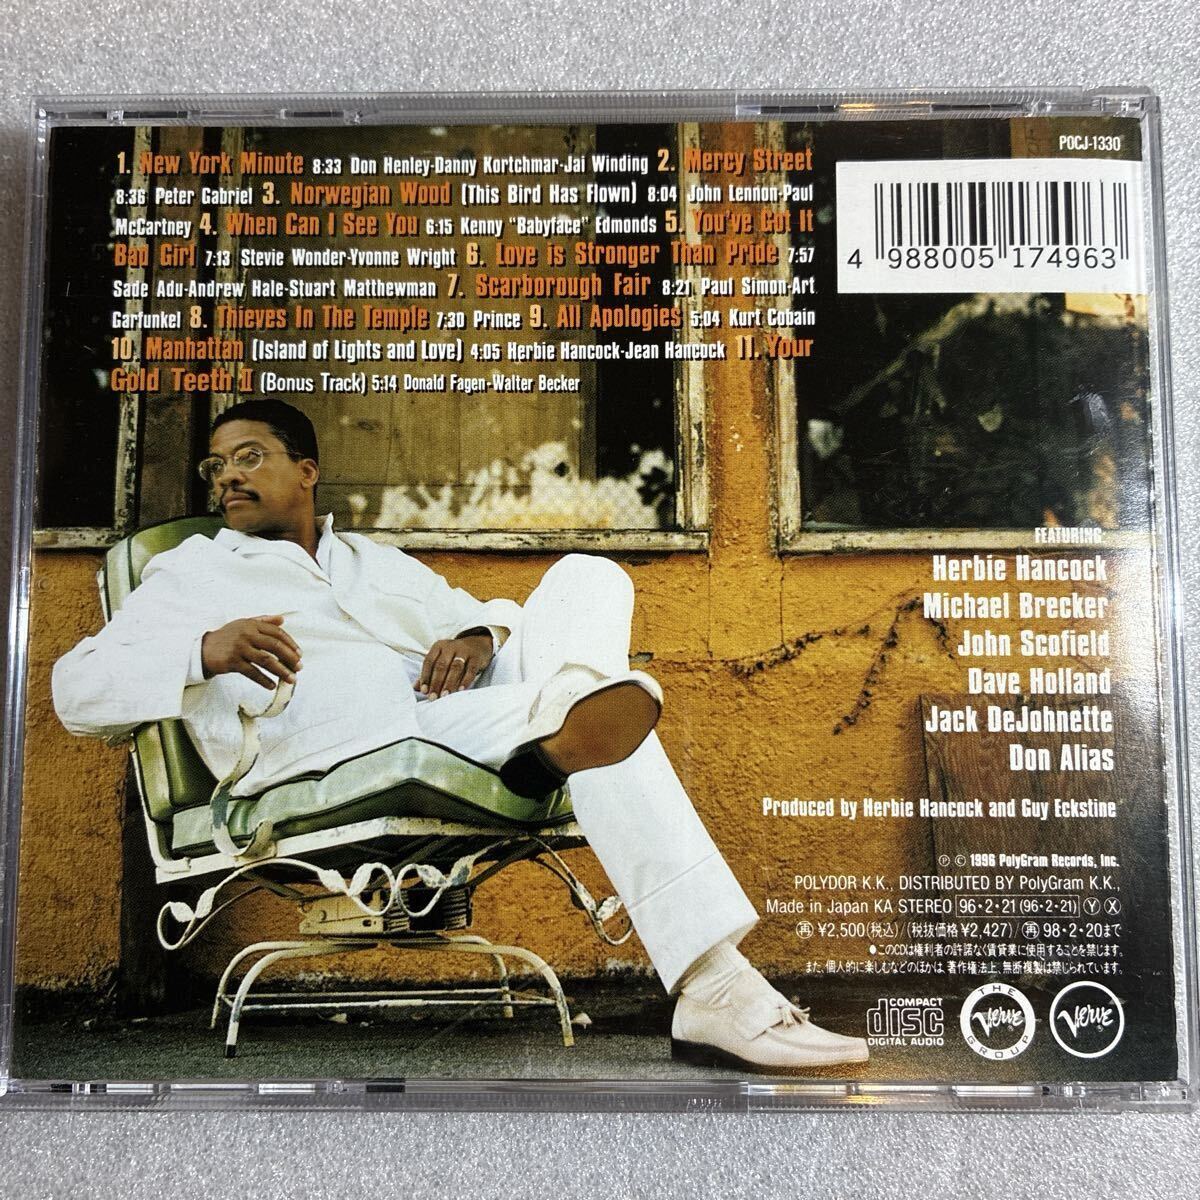 POCJ-1330
1. New York Minute 8:33 Don Henley-Danny Kortchmar-Jai Winding 2. Mercy Street
8:36 Peter Gabriel 3. Norwegian Wood (This Bird Has Flown) 8:04 John Lennon-Paul
McCartney 4. When Can I See You 6:15 Kenny "Babyface" Edmonds 5. You've Got It
Bad Girl 7:13 Stevie Wonder-Yvonne Wright 6. Love is Stronger Than Pride 7:57
Sade Adu-Andrew Hale-Stuart Matthewman 7. Scarborough Fair 8:21 Paul Simon-Art
Garfunkel 8. Thieves In The Temple 7:30 Prince 9. All Apologies 5:04 Kurt Cobain
10. Manhattan (Island of Lights and Love) 4:05 Herbie Hancock-Jean Hancock 11. Your
Gold Teeth II (Bonus Track) 5:14 Donald Fagen-Walter Becker
4 988005 174963
FEATURING:
Herbie Hancock
Michael Brecker
John Scofield
Dave Holland
Jack DeJohnette
Don Alias
Produced by Herbie Hancock and Guy Eckstine
℗ © 1996 PolyGram Records, Inc.
POLYDOR K.K., DISTRIBUTED BY PolyGram K.K.,
Made in Japan KA STEREO 96・2・21 (96・2・21) Ⓨ Ⓧ
㊢ ¥2,500(税込)/(税抜価格¥2,427)/㊢ 98・2・20まで
●このCDは権利者の許諾なく賃貸業に使用することを禁じます。
また、個人的に楽しむなどのほかは、著作権法上、無断複製は禁じられています。
COMPACT
disc
DIGITAL AUDIO
THE
Verve
GROUP
Verve